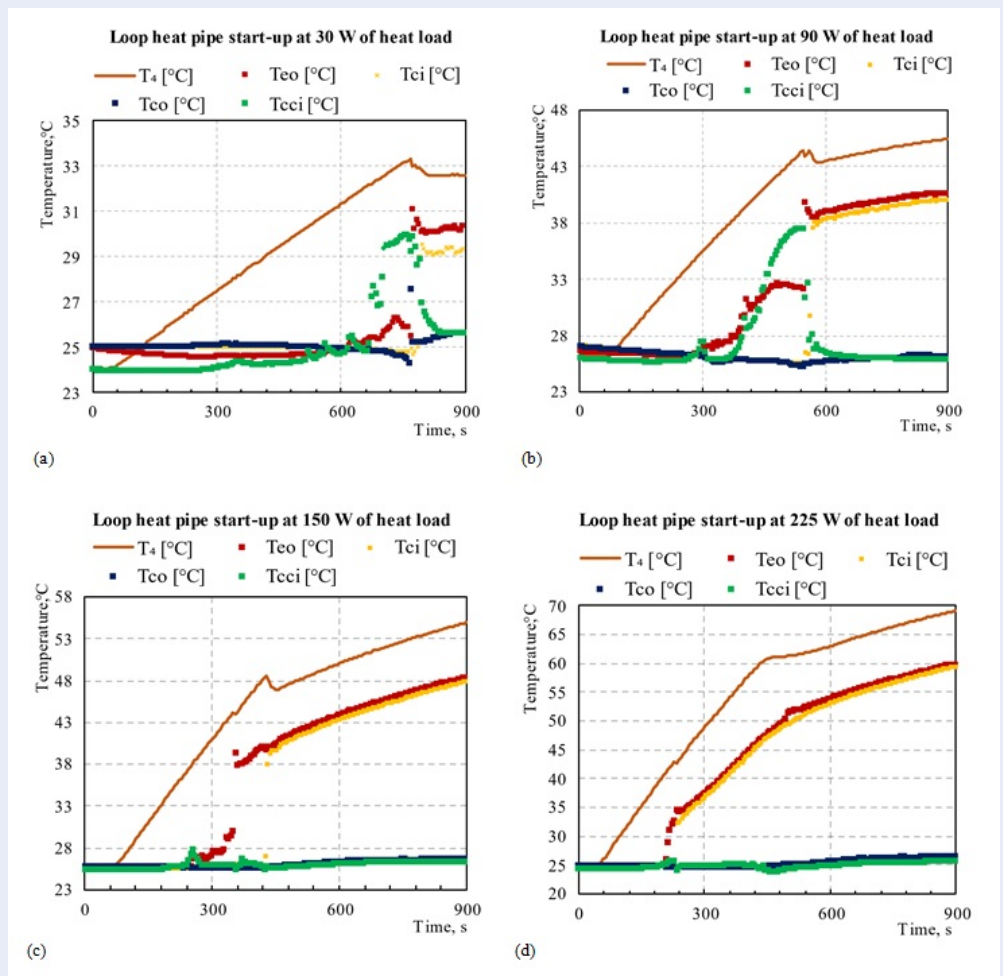 Loop heat pipe start-up at 30 W of heat load
T₄ [°C] Teo [°C] Tci [°C]
Tco [°C] Tcci [°C]
Temperature,°C
35
33
31
29
27
25
23
0 300 600 900
Time, s
(a)
Loop heat pipe start-up at 90 W of heat load
T₄ [°C] Teo [°C] Tci [°C]
Tco [°C] Tcci [°C]
Temperature,°C
48
43
38
33
28
23
0 300 600 900
Time, s
(b)
Loop heat pipe start-up at 150 W of heat load
T₄ [°C] Teo [°C] Tci [°C]
Tco [°C] Tcci [°C]
Temperature,°C
58
53
48
43
38
33
28
23
0 300 600 900
Time, s
(c)
Loop heat pipe start-up at 225 W of heat load
T₄ [°C] Teo [°C] Tci [°C]
Tco [°C] Tcci [°C]
Temperature,°C
70
65
60
55
50
45
40
35
30
25
20
0 300 600 900
Time, s
(d)